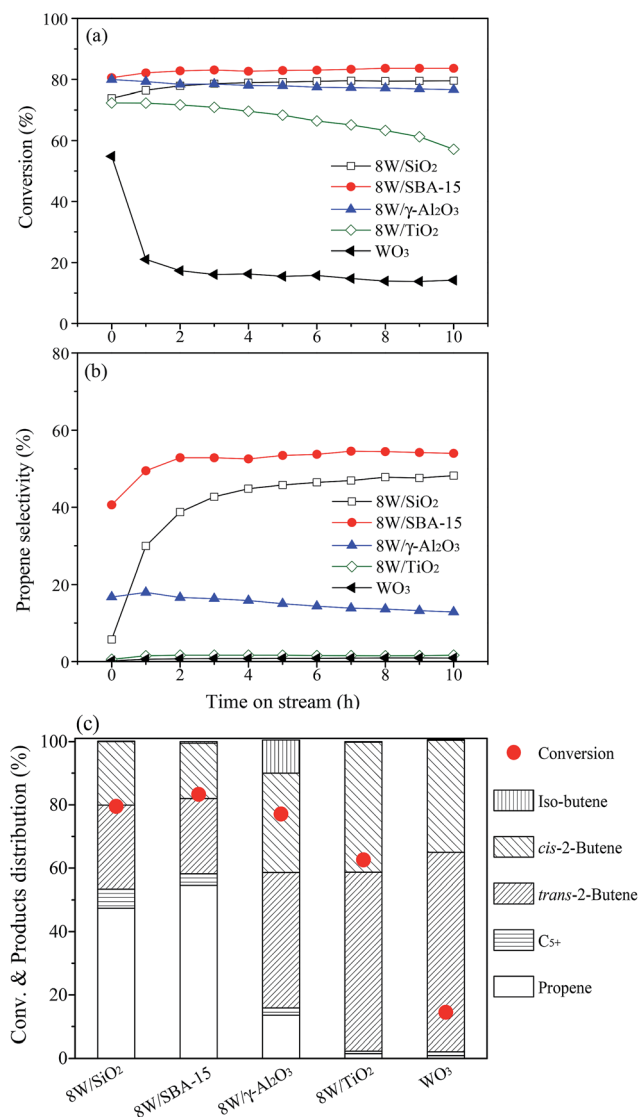 (a)
Conversion (%)
100
80
60
40
20
0
8W/SiO₂
8W/SBA-15
8W/γ-Al₂O₃
8W/TiO₂
WO₃
0 2 4 6 8 10
(b)
Propene selectivity (%)
80
60
40
20
0
8W/SiO₂
8W/SBA-15
8W/γ-Al₂O₃
8W/TiO₂
WO₃
0 2 4 6 8 10
Time on stream (h)
(c)
Conv. & Products distribution (%)
100
80
60
40
20
0
Conversion
Iso-butene
cis-2-Butene
trans-2-Butene
C₅₊
Propene
8W/SiO₂
8W/SBA-15
8W/γ-Al₂O₃
8W/TiO₂
WO₃